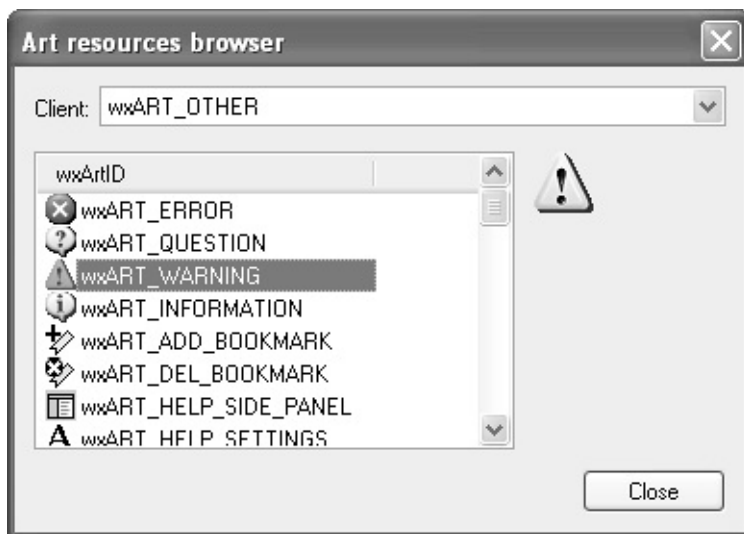 Art resources browser
Client: wxART_OTHER
wxArtID
wxART_ERROR
wxART_QUESTION
wxART_WARNING
wxART_INFORMATION
wxART_ADD_BOOKMARK
wxART_DEL_BOOKMARK
wxART_HELP_SIDE_PANEL
A wxART_HELP_SETTINGS
Close